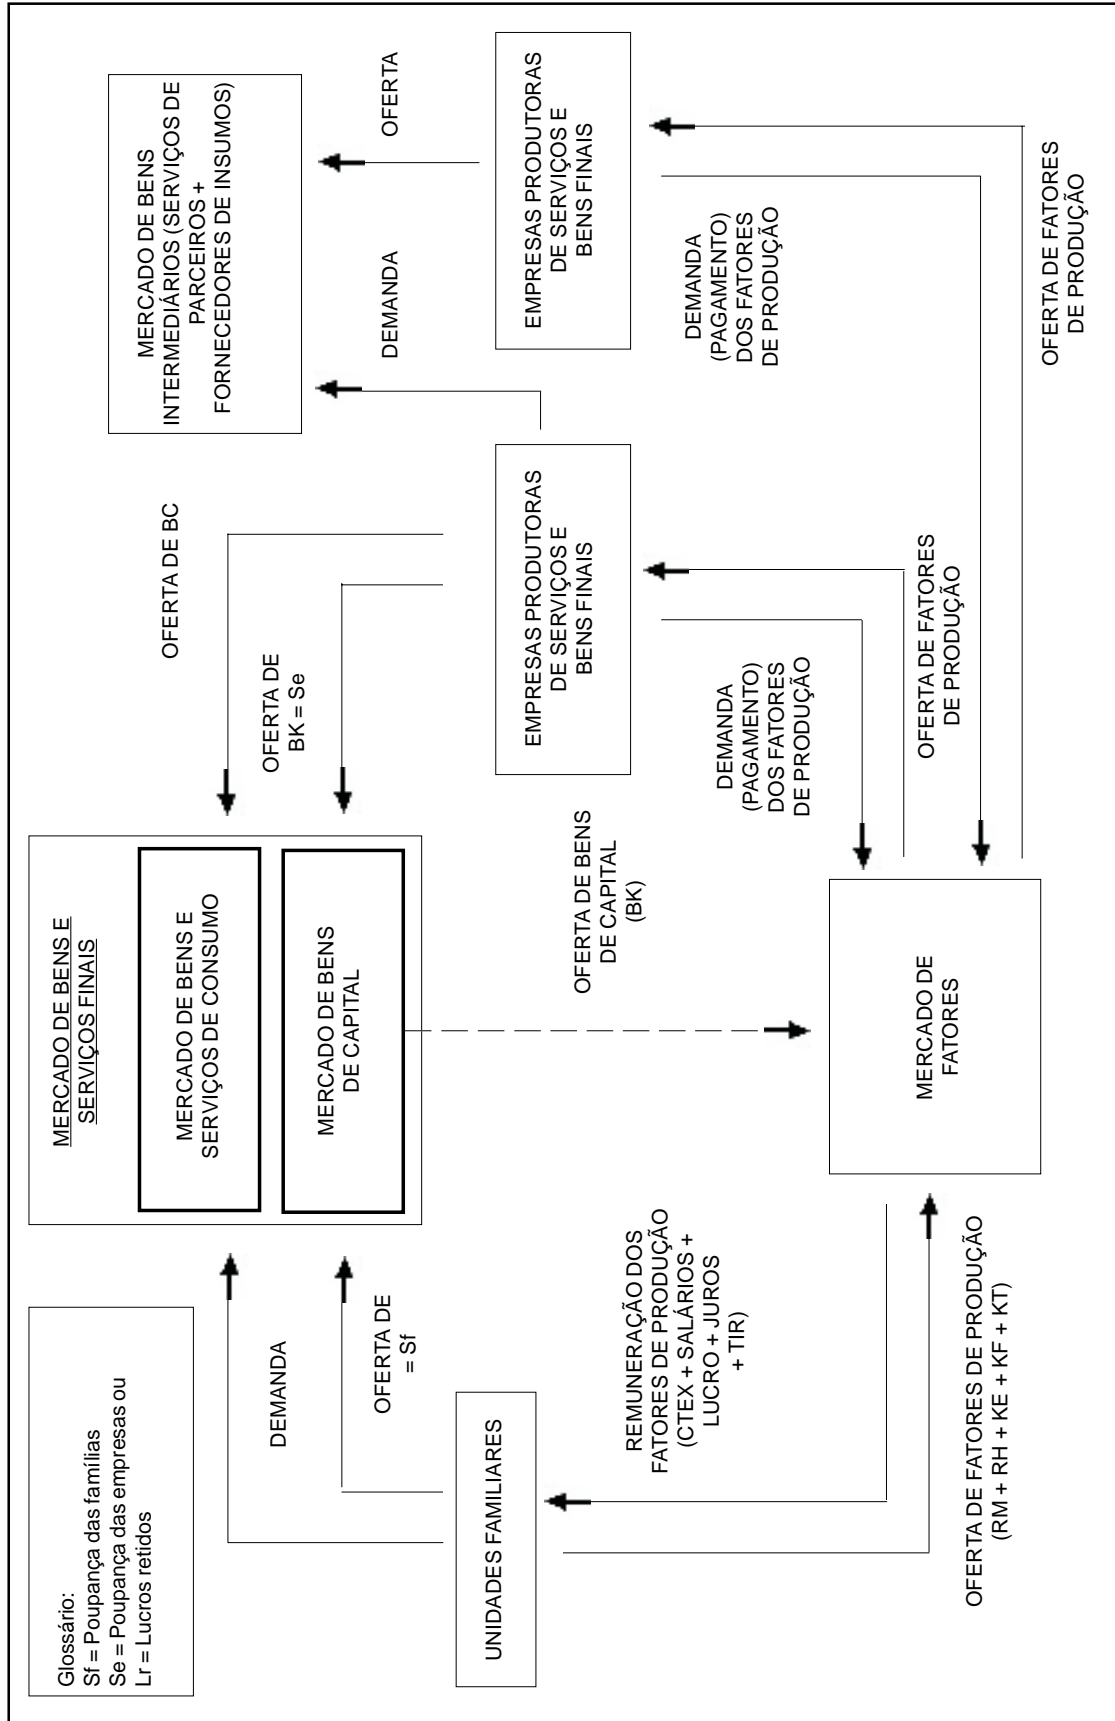 Glossário:
Sf = Poupança das famílias
Se = Poupança das empresas ou
Lr = Lucros retidos
MERCADO DE BENS E
SERVIÇOS FINAIS
MERCADO DE BENS E
SERVIÇOS DE CONSUMO
MERCADO DE BENS
DE CAPITAL
MERCADO DE BENS
INTERMEDIÁRIOS (SERVIÇOS DE
PARCEIROS +
FORNECEDORES DE INSUMOS)
DEMANDA
OFERTA DE
= Sf
OFERTA DE BC
OFERTA DE
BK = Se
DEMANDA
OFERTA
UNIDADES FAMILIARES
EMPRESAS PRODUTORAS
DE SERVIÇOS E
BENS FINAIS
EMPRESAS PRODUTORAS
DE SERVIÇOS E
BENS FINAIS
REMUNERAÇÃO DOS
FATORES DE PRODUÇÃO
(CTEX + SALÁRIOS +
LUCRO + JUROS
+ TIR)
OFERTA DE BENS
DE CAPITAL
(BK)
DEMANDA
(PAGAMENTO)
DOS FATORES
DE PRODUÇÃO
DEMANDA
(PAGAMENTO)
DOS FATORES
DE PRODUÇÃO
MERCADO DE
FATORES
OFERTA DE FATORES
DE PRODUÇÃO
OFERTA DE FATORES DE PRODUÇÃO
(RM + RH + KE + KF + KT)
OFERTA DE FATORES
DE PRODUÇÃO